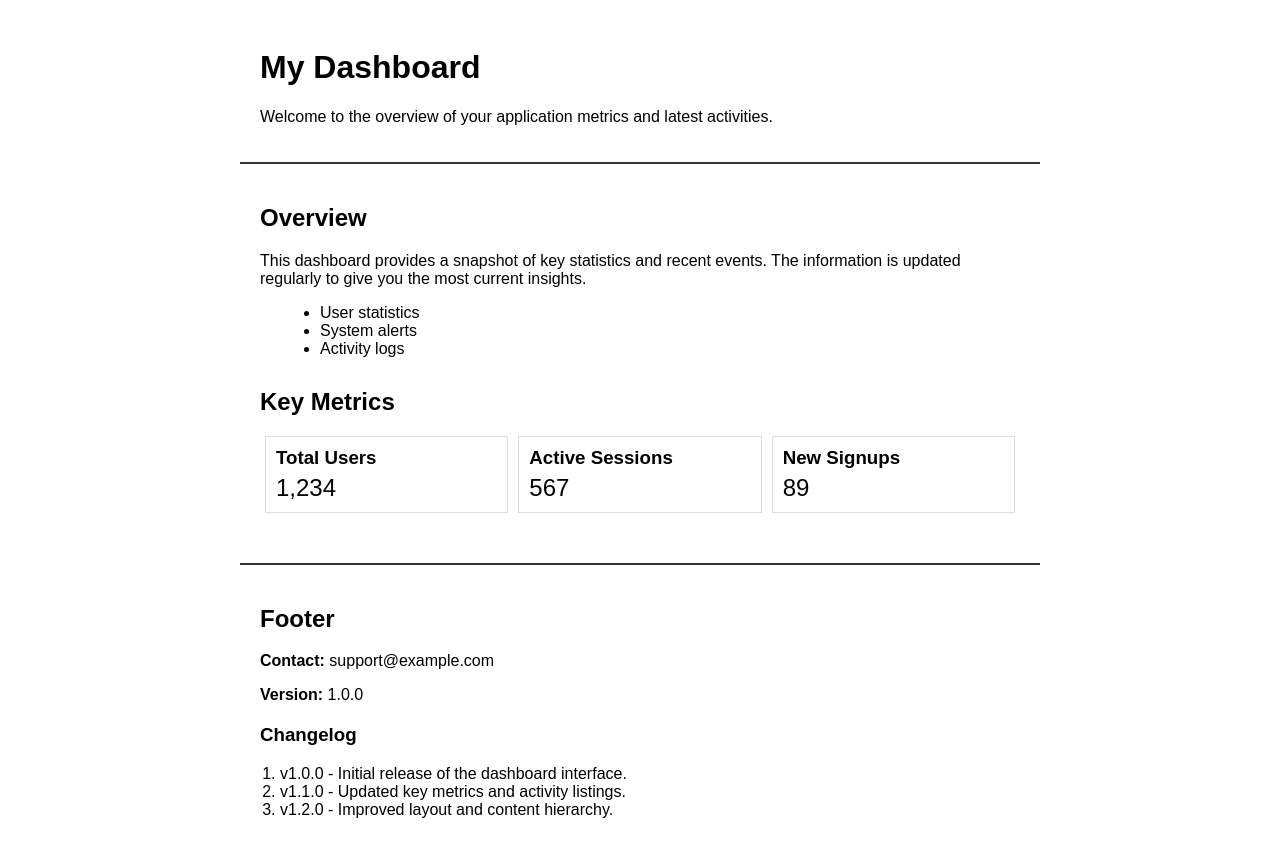 My Dashboard
Welcome to the overview of your application metrics and latest activities.
Overview
This dashboard provides a snapshot of key statistics and recent events. The information is updated
regularly to give you the most current insights.
• User statistics
• System alerts
• Activity logs
Key Metrics
Total Users
1,234
Active Sessions
567
New Signups
89
Footer
Contact: support@example.com
Version: 1.0.0
Changelog
1. v1.0.0 - Initial release of the dashboard interface.
2. v1.1.0 - Updated key metrics and activity listings.
3. v1.2.0 - Improved layout and content hierarchy.